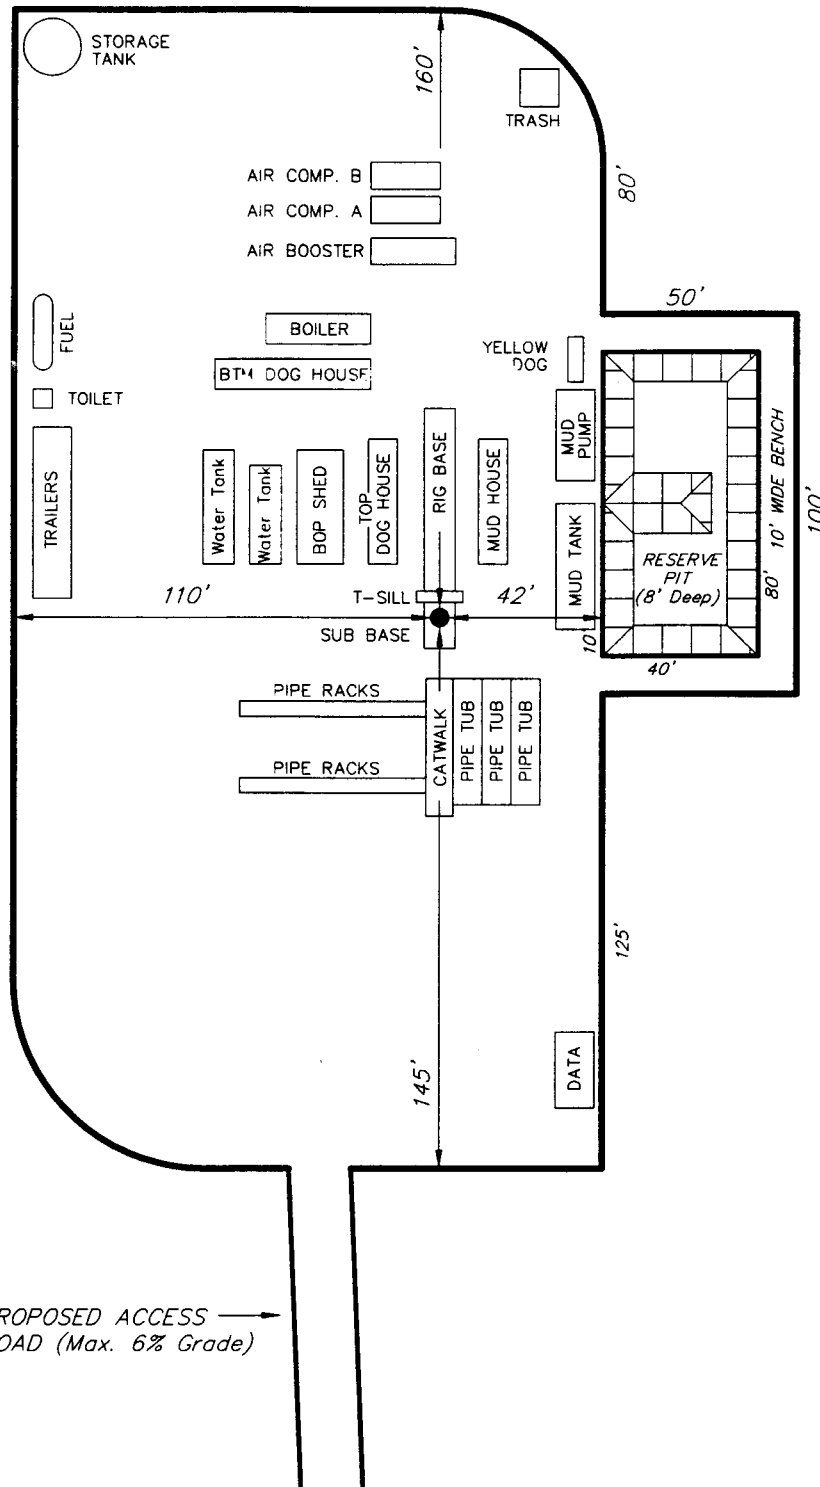 STORAGE
TANK
160'
TRASH
AIR COMP. B
AIR COMP. A
AIR BOOSTER
80'
50'
FUEL
BOILER
YELLOW
DOG
BTM DOG HOUSE
TOILET
TRAILERS
Water Tank
Water Tank
BOP SHED
TOP
DOG HOUSE
RIG BASE
MUD HOUSE
MUD
PUMP
MUD TANK
RESERVE
PIT
(8' Deep)
80'
10' WIDE BENCH
100'
110'
T-SILL
42'
SUB BASE
10'
40'
PIPE RACKS
PIPE RACKS
CATWALK
PIPE TUB
PIPE TUB
PIPE TUB
125'
145'
DATA
ROPOSED ACCESS
OAD (Max. 6% Grade)